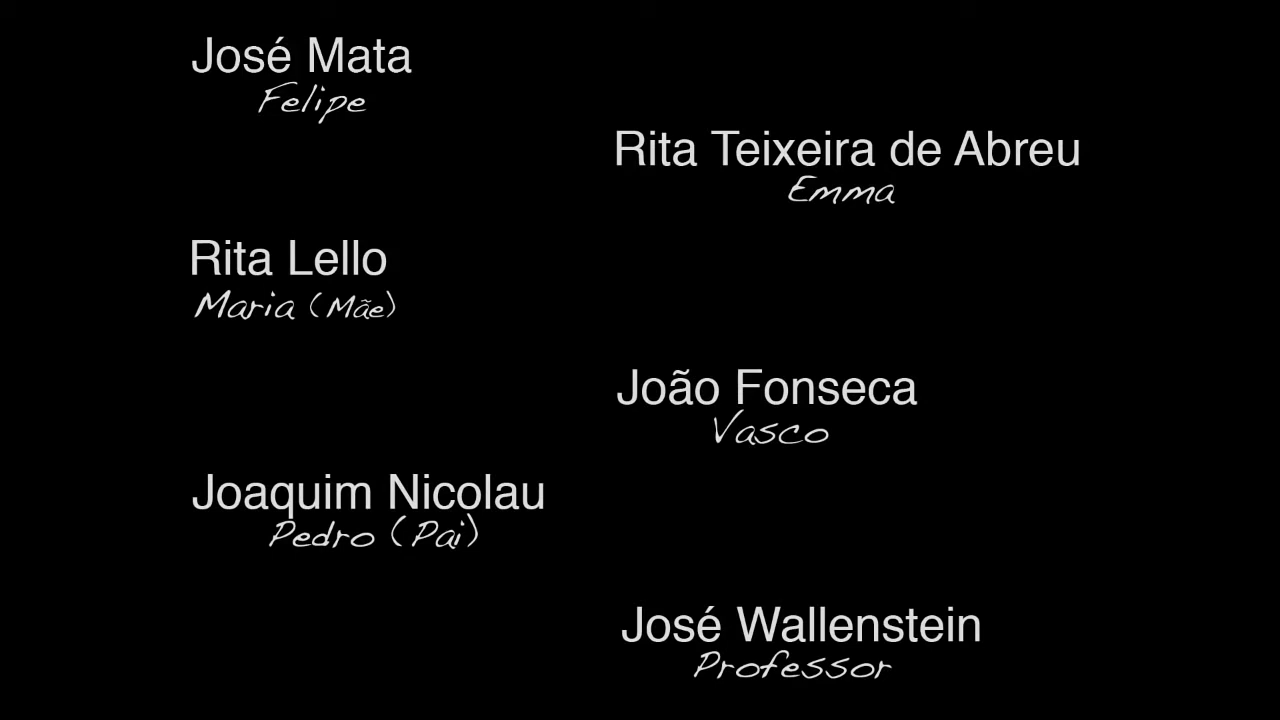 José Mata
Felipe
Rita Teixeira de Abreu
Emma
Rita Lello
Maria (Mãe)
João Fonseca
Vasco
Joaquim Nicolau
Pedro (Pai)
José Wallenstein
Professor